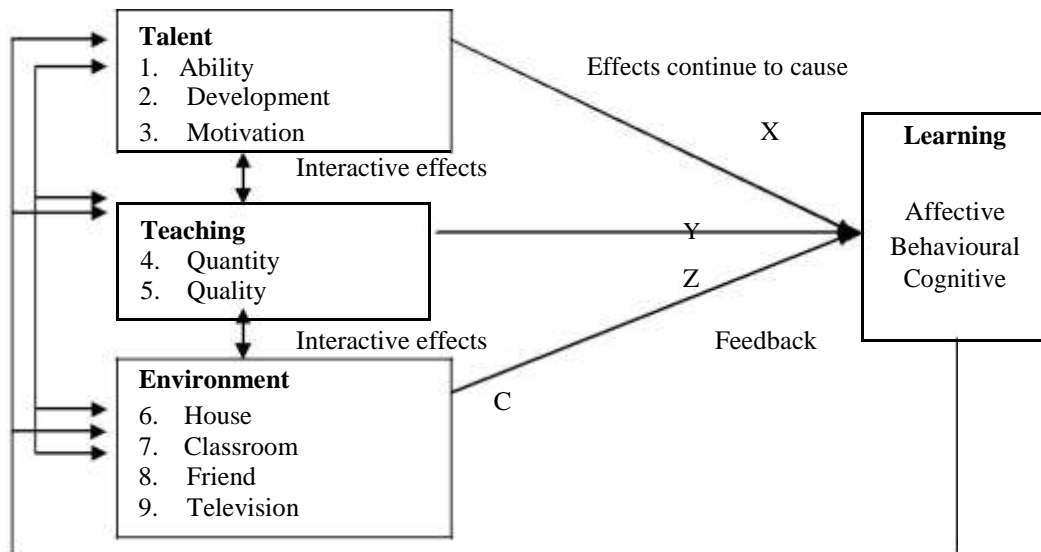 Talent
1. Ability
2. Development
3. Motivation
Effects continue to cause
X
Interactive effects
Learning
Affective
Behavioural
Cognitive
Teaching
4. Quantity
5. Quality
Y
Z
Interactive effects
Feedback
Environment
6. House
7. Classroom
8. Friend
9. Television
C